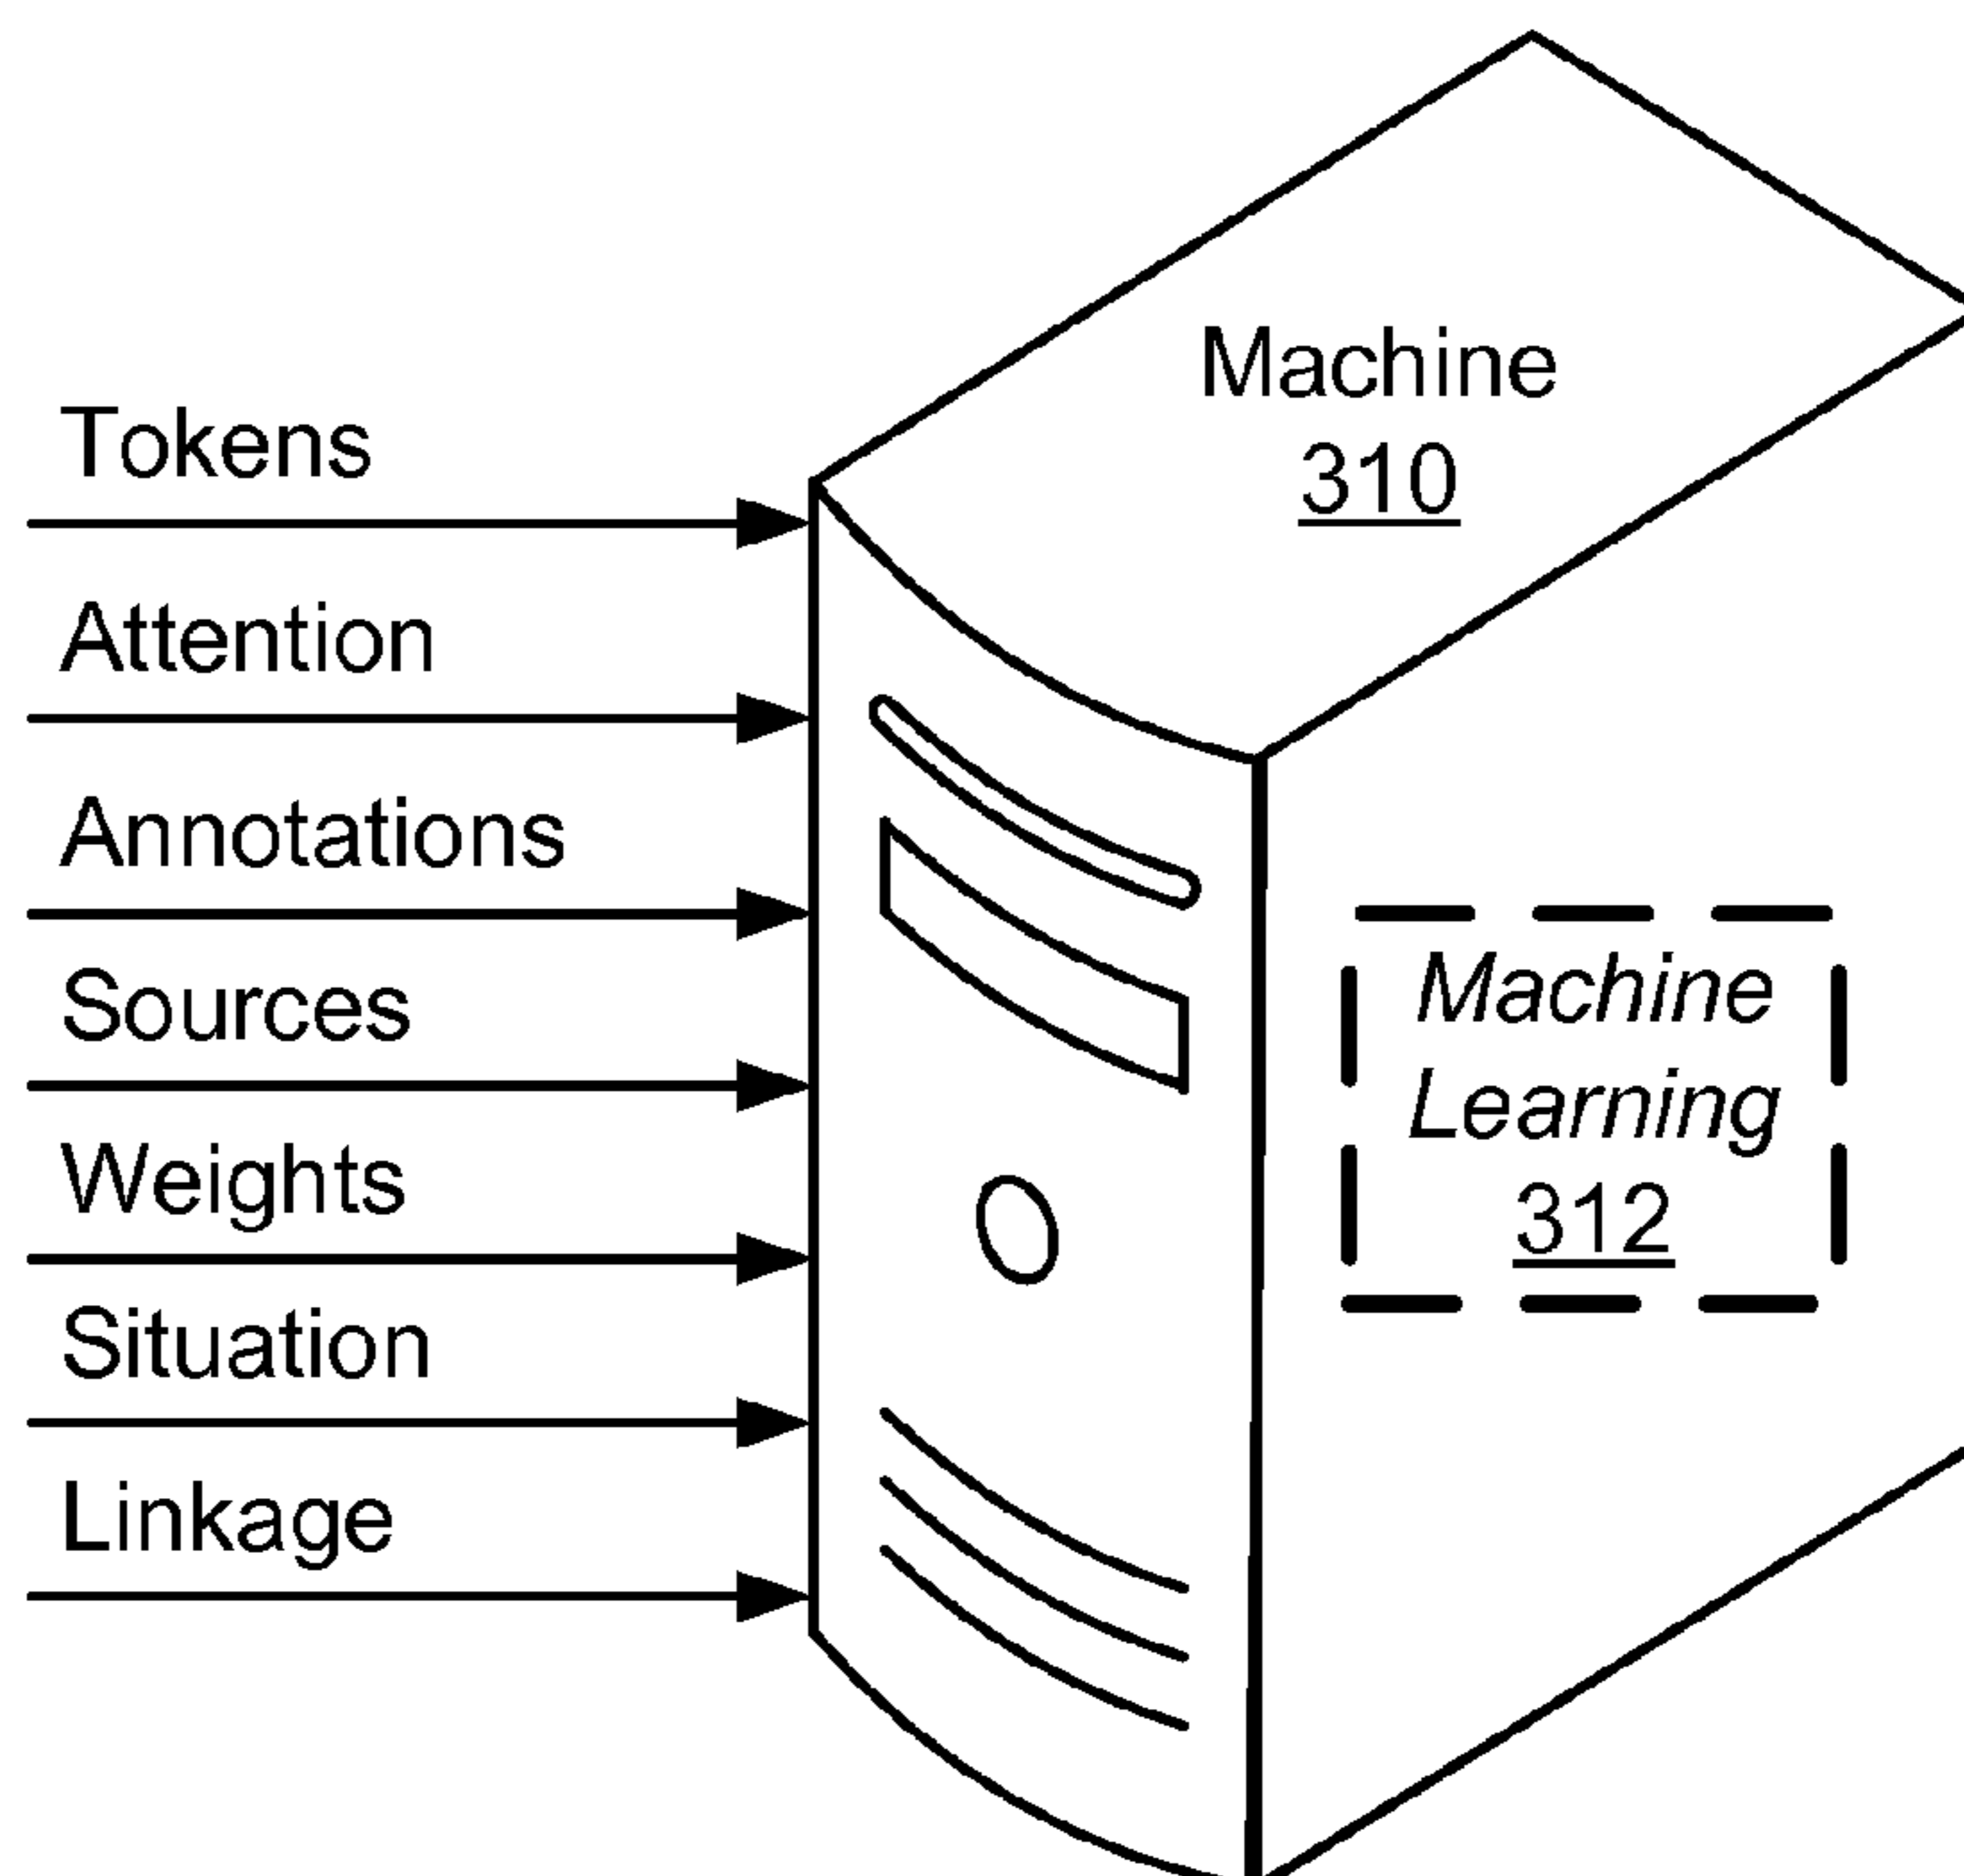 Machine
310
Tokens
Attention
Annotations
Sources
Weights
Situation
Linkage
Machine
Learning
312